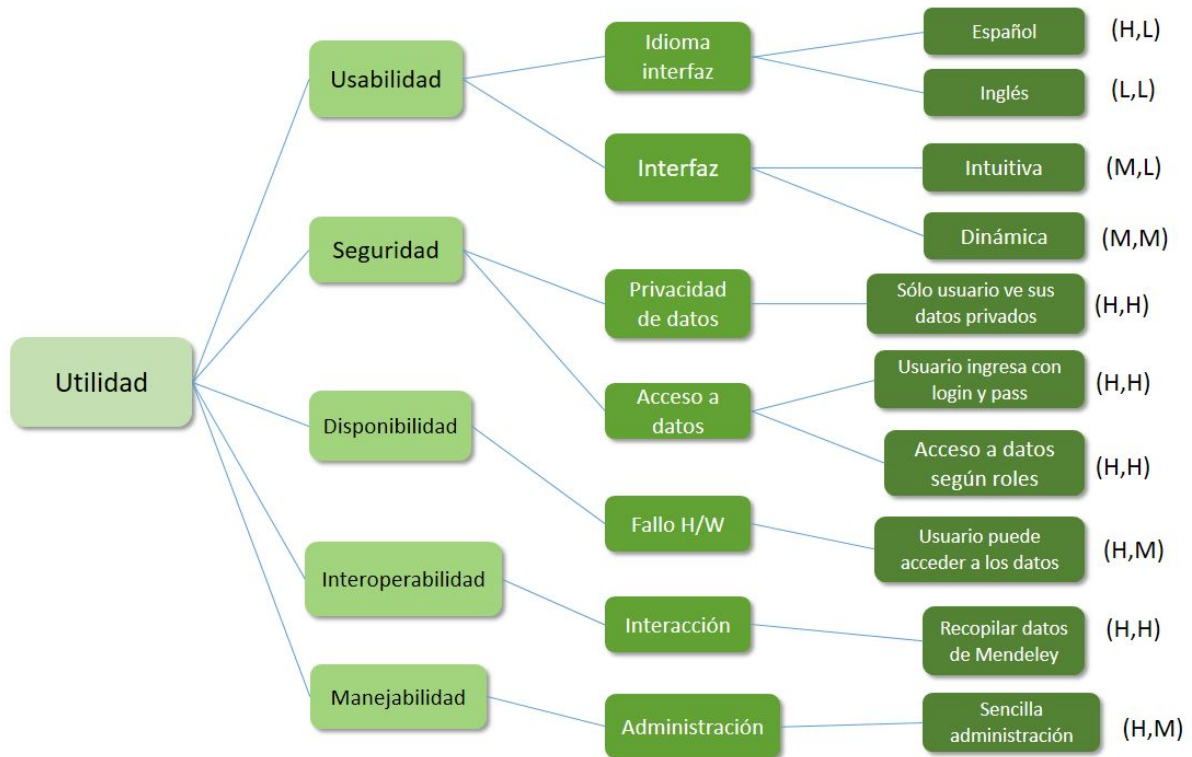 Utilidad
Usabilidad
Idioma
interfaz
Español
(H,L)
Inglés
(L,L)
Interfaz
Intuitiva
(M,L)
Dinámica
(M,M)
Seguridad
Privacidad
de datos
Sólo usuario ve sus
datos privados
(H,H)
Acceso a
datos
Usuario ingresa con
login y pass
(H,H)
Acceso a datos
según roles
(H,H)
Disponibilidad
Fallo H/W
Usuario puede
acceder a los datos
(H,M)
Interoperabilidad
Interacción
Recopilar datos
de Mendeley
(H,H)
Manejabilidad
Administración
Sencilla
administración
(H,M)